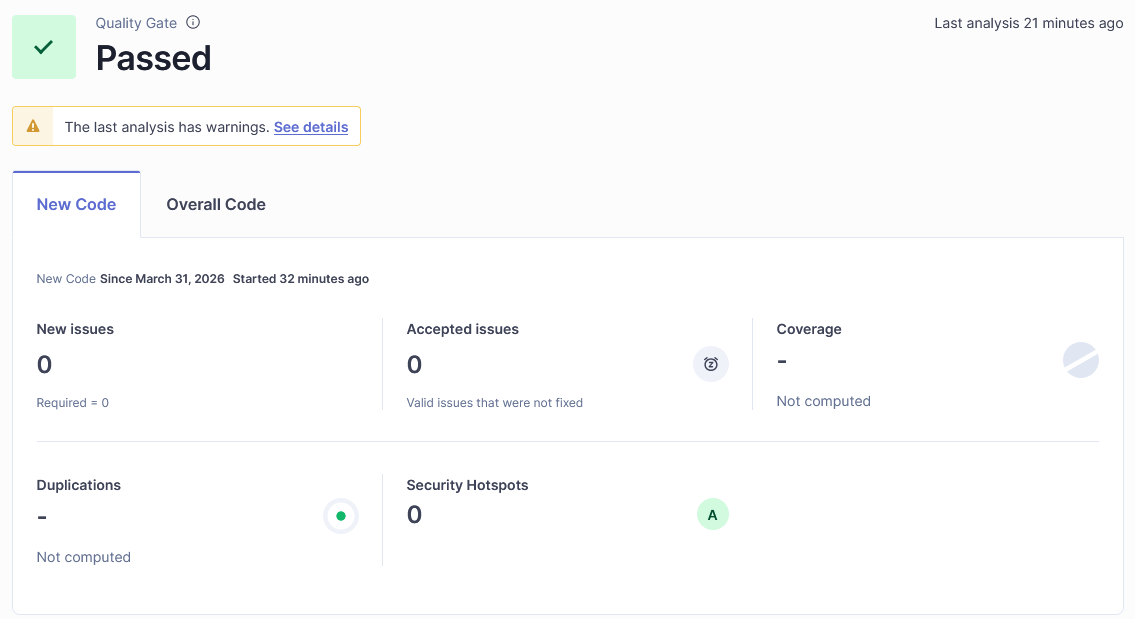 Quality Gate
Passed
Last analysis 21 minutes ago
The last analysis has warnings. See details
New Code
Overall Code
New Code Since March 31, 2026 Started 32 minutes ago
New issues
0
Required = 0
Accepted issues
0
Valid issues that were not fixed
Coverage
-
Not computed
Duplications
-
Not computed
Security Hotspots
0
A